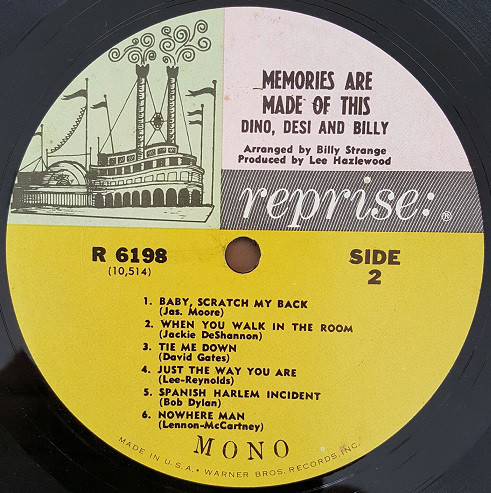 MEMORIES ARE
MADE OF THIS
DINO, DESI AND BILLY
Arranged by Billy Strange
Produced by Lee Hazlewood
reprise: ®
R 6198
(10,514)
SIDE
2
1. BABY, SCRATCH MY BACK
(Jas. Moore)
2. WHEN YOU WALK IN THE ROOM
(Jackie DeShannon)
3. TIE ME DOWN
(David Gates)
4. JUST THE WAY YOU ARE
(Lee-Reynolds)
5. SPANISH HARLEM INCIDENT
(Bob Dylan)
6. NOWHERE MAN
(Lennon-McCartney)
MONO
MADE IN U.S.A. • WARNER BROS. RECORDS, INC.